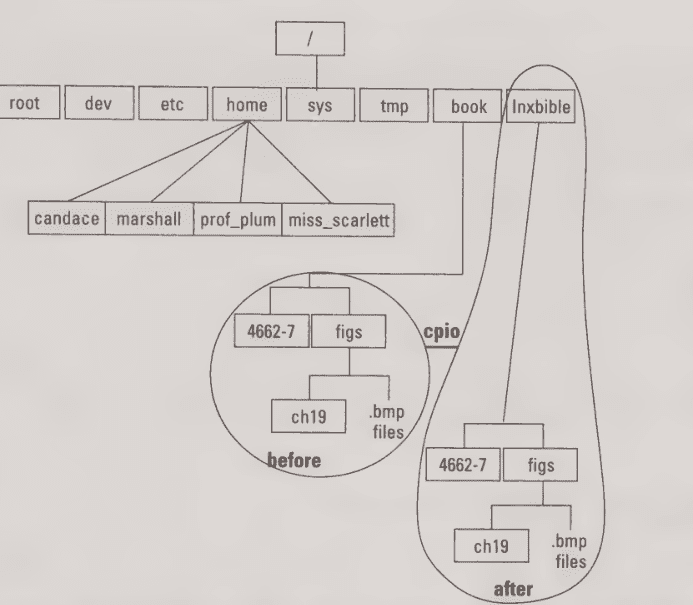 /
root dev etc home sys tmp book lnxbible
candace marshall prof_plum miss_scarlett
4662-7 figs cpio
ch19 .bmp
files
before
4662-7 figs
ch19 .bmp
files
after